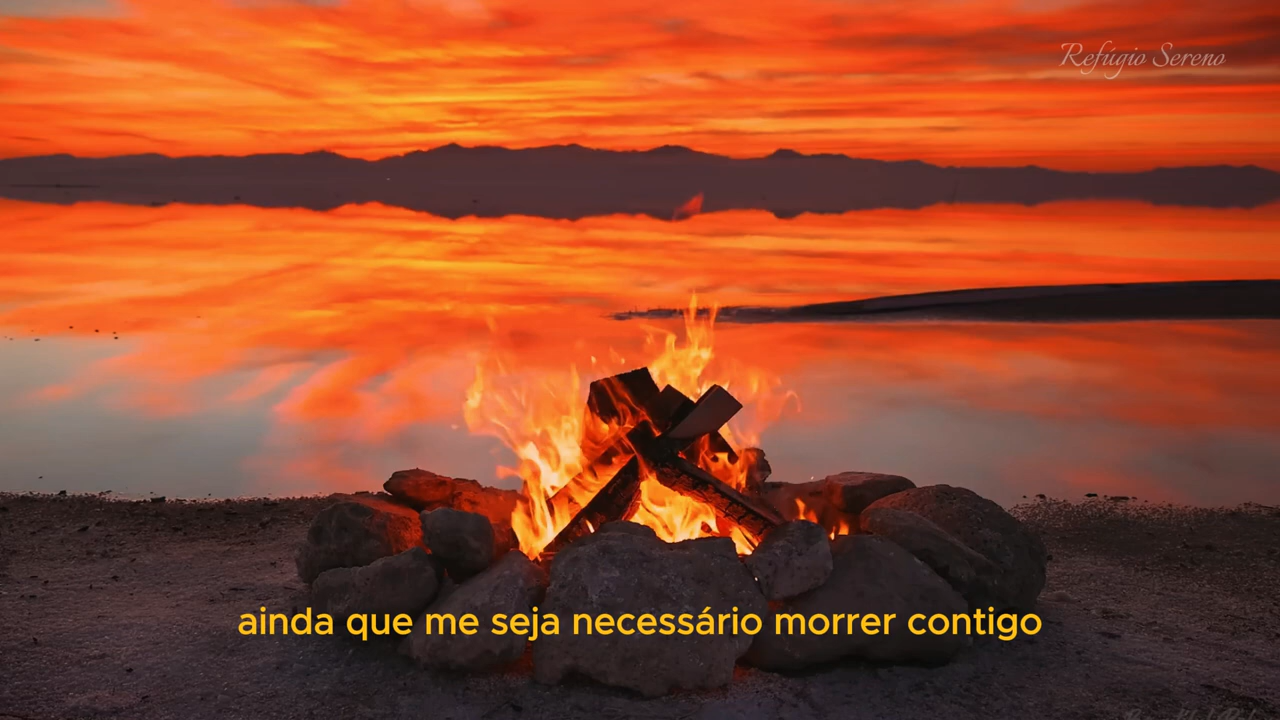 Refúgio Sereno
ainda que me seja necessário morrer contigo